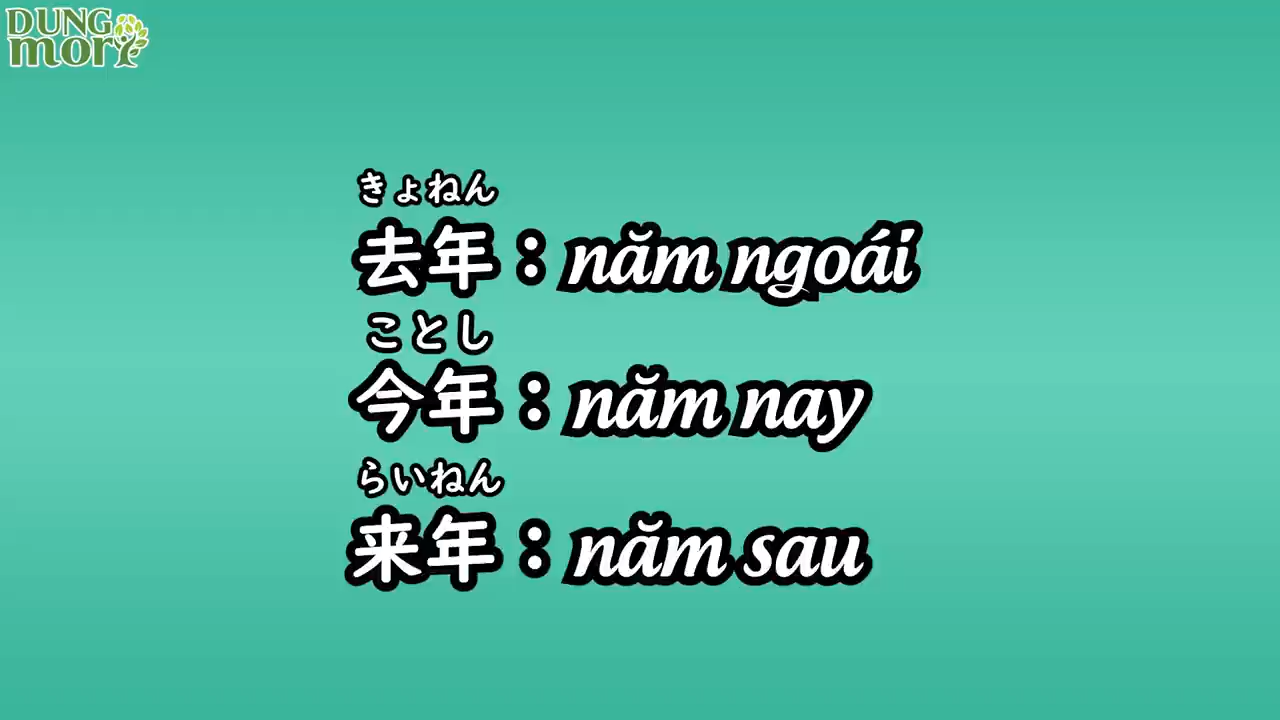 DUNG
mori
きょねん
去年：năm ngoái
ことし
今年：năm nay
らいねん
来年：năm sau